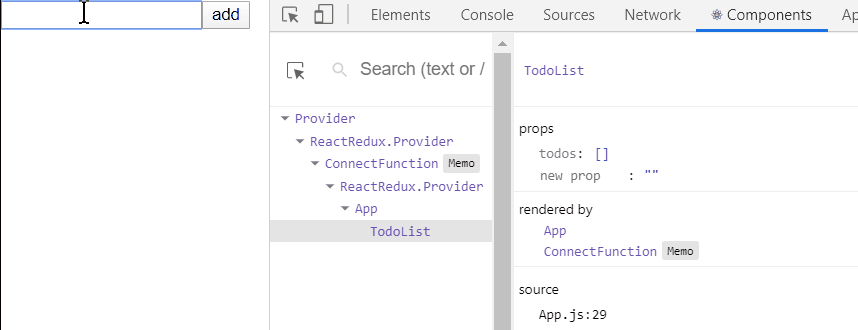 add
Elements Console Sources Network ⚛ Components Ap
Search (text or /
Provider
ReactRedux.Provider
ConnectFunction Memo
ReactRedux.Provider
App
TodoList
TodoList
props
todos: []
new prop : ""
rendered by
App
ConnectFunction Memo
source
App.js:29